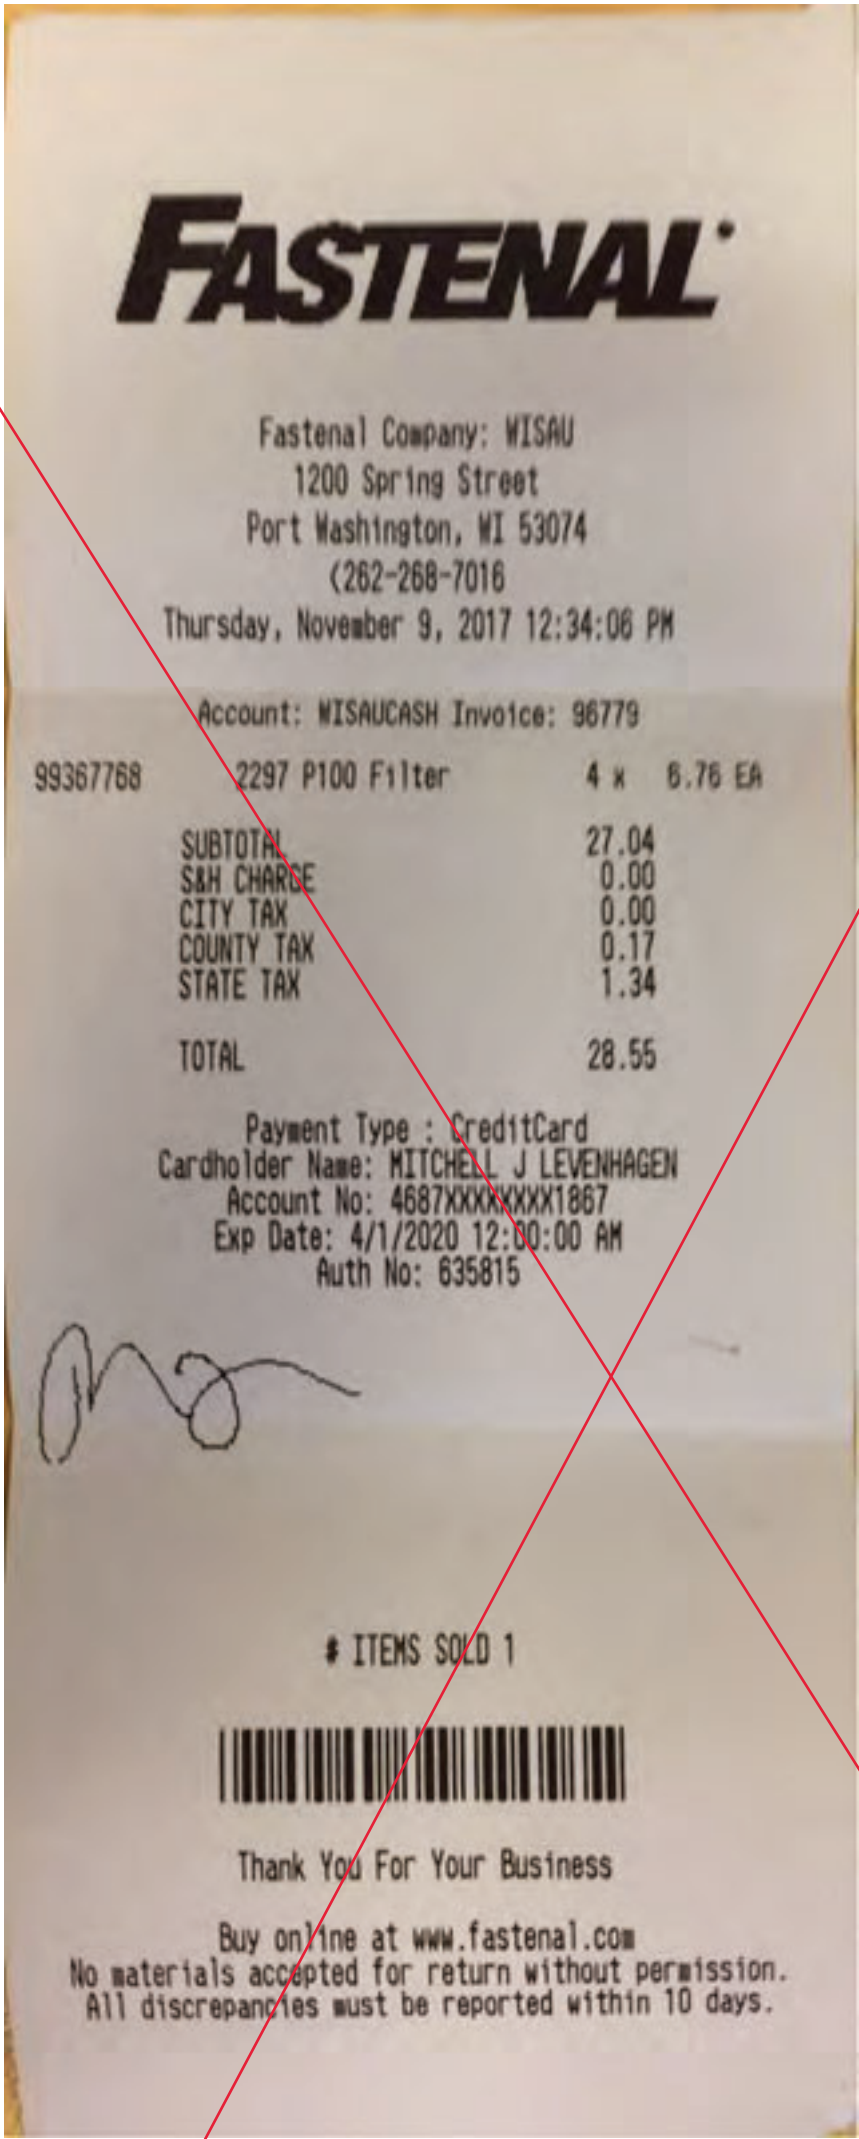 FASTENAL
Fastenal Company: WISAU
1200 Spring Street
Port Washington, WI 53074
(262-268-7016
Thursday, November 9, 2017 12:34:06 PM
Account: WISAUCASH Invoice: 96779
99367768 2297 P100 Filter 4 x 6.76 EA
SUBTOTAL 27.04
S&H CHARGE 0.00
CITY TAX 0.00
COUNTY TAX 0.17
STATE TAX 1.34
TOTAL 28.55
Payment Type : CreditCard
Cardholder Name: MITCHELL J LEVENHAGEN
Account No: 4687XXXXXXXX1867
Exp Date: 4/1/2020 12:00:00 AM
Auth No: 635815
# ITEMS SOLD 1
Thank You For Your Business
Buy online at www.fastenal.com
No materials accepted for return without permission.
All discrepancies must be reported within 10 days.